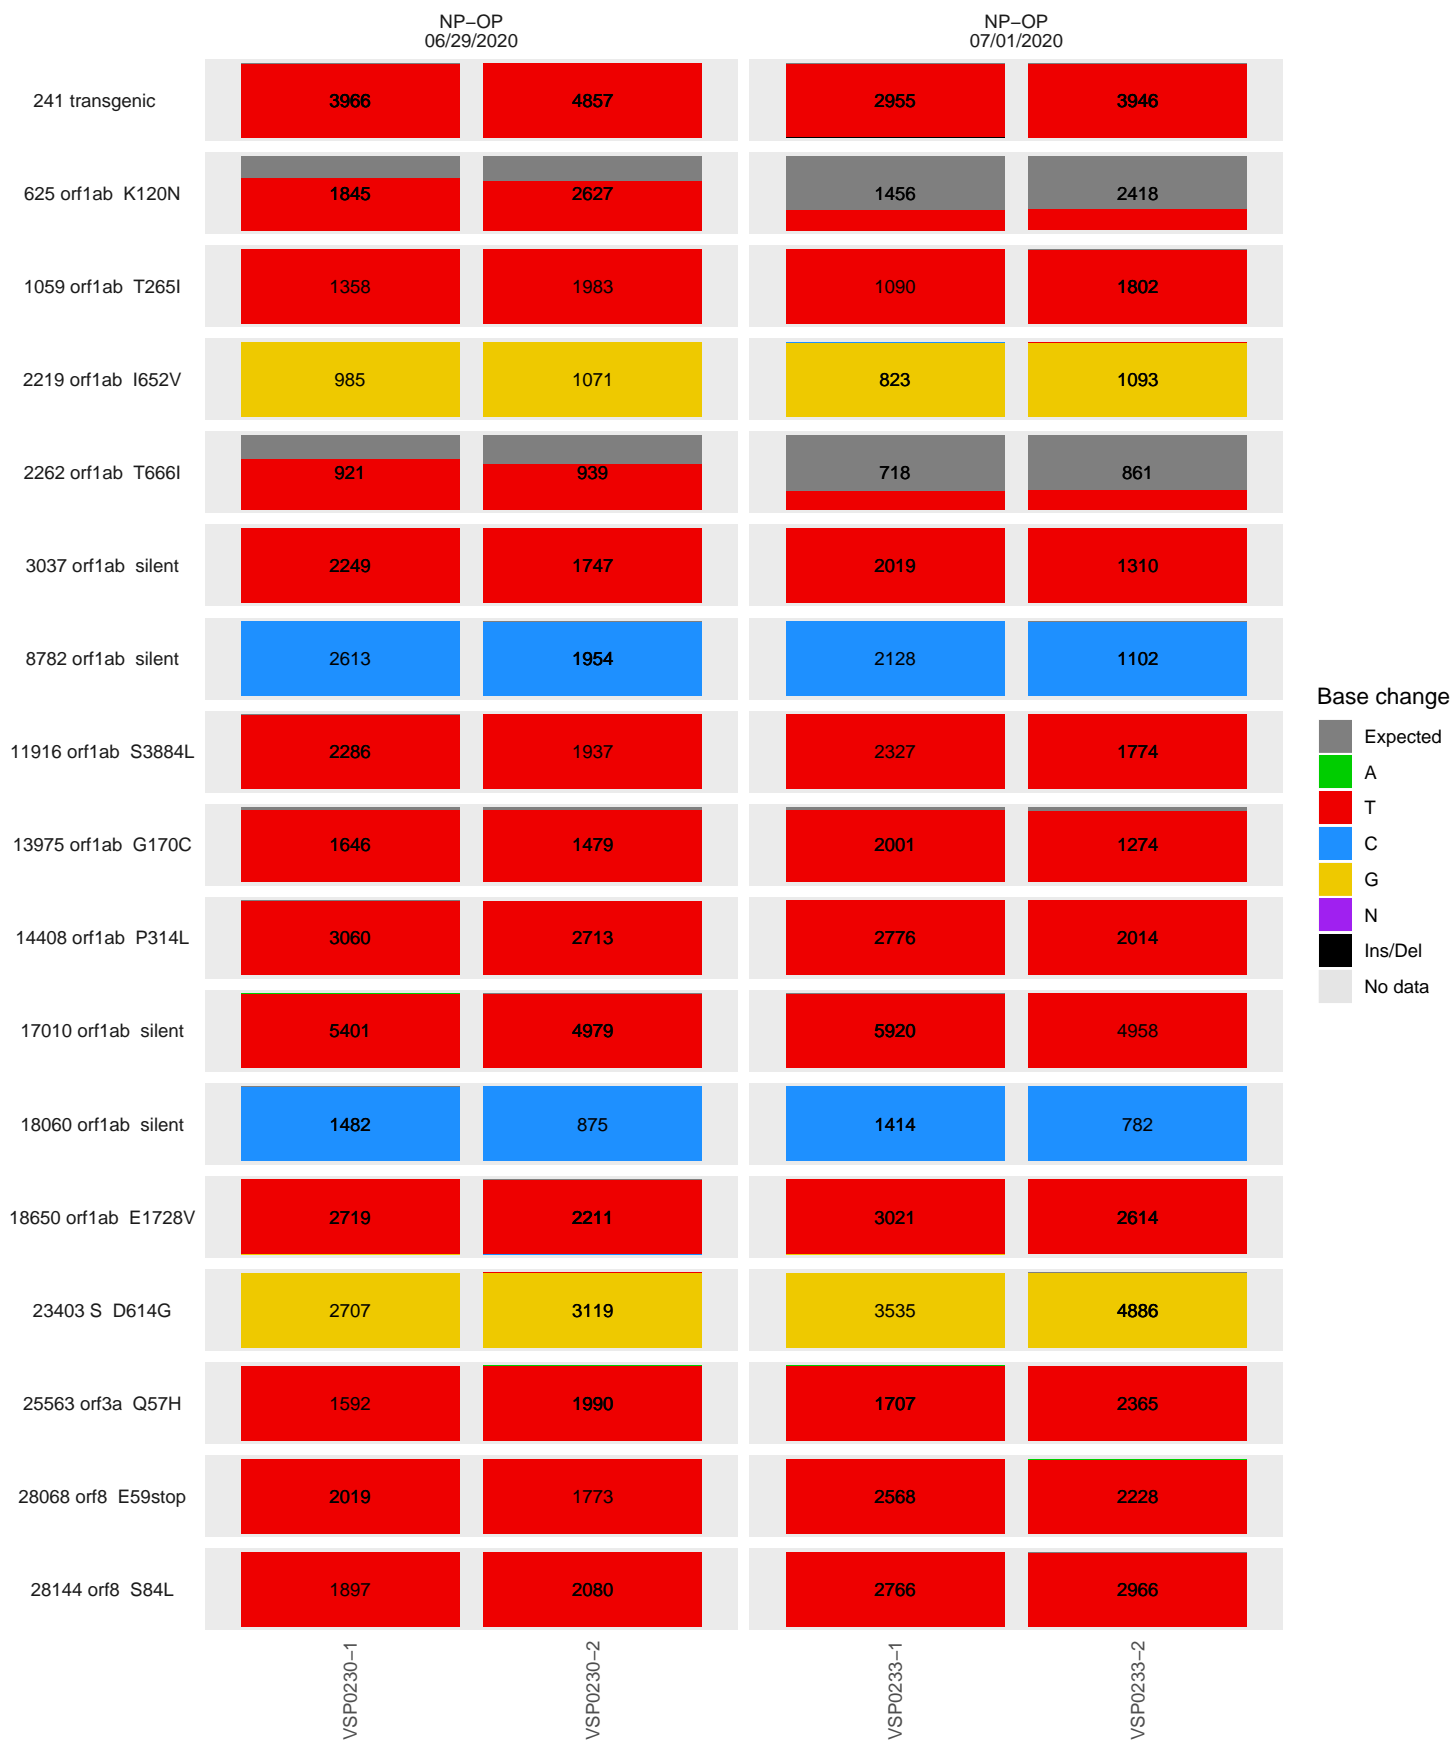 NP−OP NP−OP
06/29/2020 07/01/2020
241 transgenic 3966 4857 2955 3946
625 orf1ab K120N 1845 2627 1456 2418
1059 orf1ab T265I 1358 1983 1090 1802
2219 orf1ab I652V 985 1071 823 1093
2262 orf1ab T666I 921 939 718 861
3037 orf1ab silent 2249 1747 2019 1310
8782 orf1ab silent 2613 1954 2128 1102
11916 orf1ab S3884L 2286 1937 2327 1774
13975 orf1ab G170C 1646 1479 2001 1274
14408 orf1ab P314L 3060 2713 2776 2014
17010 orf1ab silent 5401 4979 5920 4958
18060 orf1ab silent 1482 875 1414 782
18650 orf1ab E1728V 2719 2211 3021 2614
23403 S D614G 2707 3119 3535 4886
25563 orf3a Q57H 1592 1990 1707 2365
28068 orf8 E59stop 2019 1773 2568 2228
28144 orf8 S84L 1897 2080 2766 2966
VSP0230−1 VSP0230−2 VSP0233−1 VSP0233−2
Base change
Expected
A
T
C
G
N
Ins/Del
No data